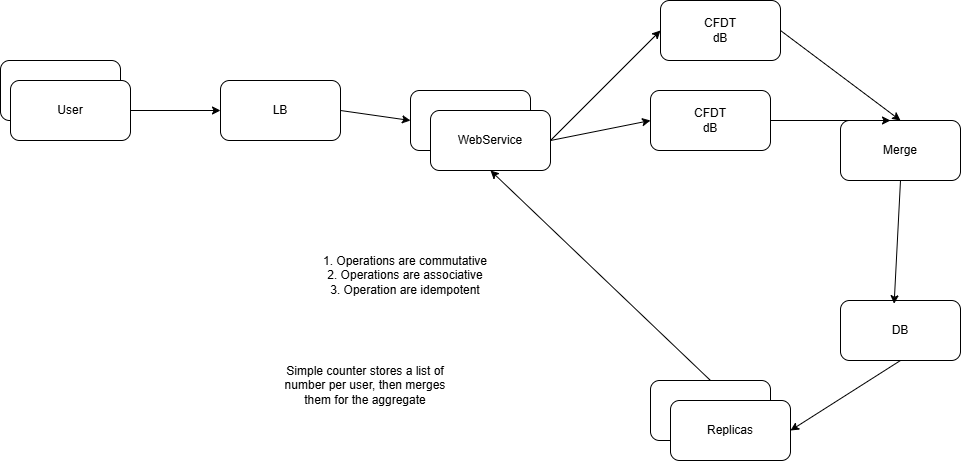 CFDT
dB
User
LB
CFDT
dB
WebService
Merge
1. Operations are commutative
2. Operations are associative
3. Operation are idempotent
DB
Simple counter stores a list of
number per user, then merges
them for the aggregate
Replicas